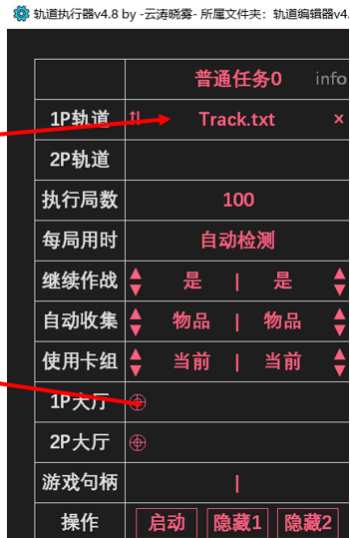 轨道执行器v4.8 by -云涛晓雾- 所属文件夹：轨道编辑器v4.
普通任务0 info
1P轨道 ⇅ Track.txt ×
2P轨道
执行局数 100
每局用时 自动检测
继续作战 ▲▼ 是 | 是 ▲▼
自动收集 ▲▼ 物品 | 物品 ▲▼
使用卡组 ▲▼ 当前 | 当前 ▲▼
1P大厅
2P大厅
游戏句柄 |
操作 启动 隐藏1 隐藏2